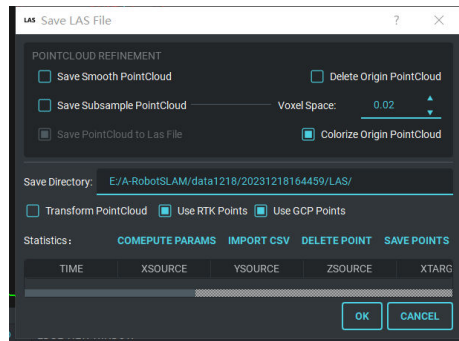 LAS Save LAS File ?
POINTCLOUD REFINEMENT
Save Smooth PointCloud Delete Origin PointCloud
Save Subsample PointCloud Voxel Space: 0.02
Save PointCloud to Las File Colorize Origin PointCloud
Save Directory: E:/A-RobotSLAM/data1218/20231218164459/LAS/
Transform PointCloud Use RTK Points Use GCP Points
Statistics: COMEPUTE PARAMS IMPORT CSV DELETE POINT SAVE POINTS
TIME XSOURCE YSOURCE ZSOURCE XTARG
OK CANCEL